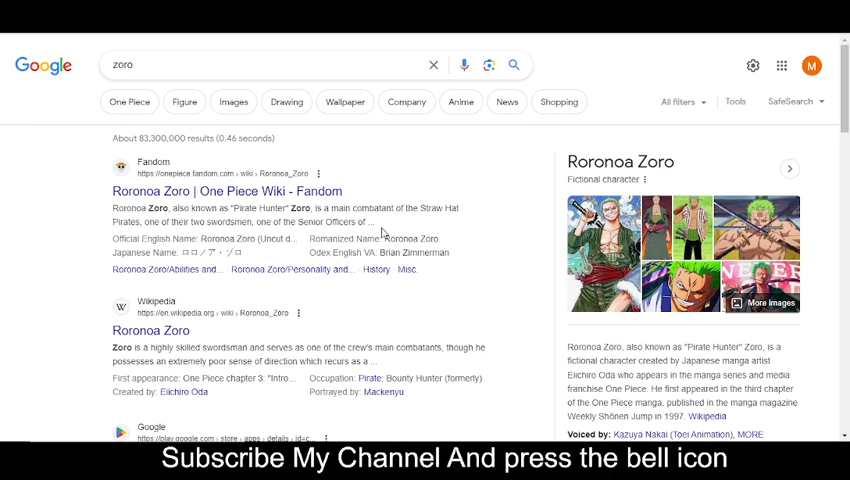 Google
zoro
M
One Piece
Figure
Images
Drawing
Wallpaper
Company
Anime
News
Shopping
All filters
Tools
SafeSearch
About 83,300,000 results (0.46 seconds)
Fandom
https://onepiece.fandom.com › wiki › Roronoa_Zoro
Roronoa Zoro | One Piece Wiki - Fandom
Roronoa Zoro, also known as "Pirate Hunter" Zoro, is a main combatant of the Straw Hat
Pirates, one of their two swordsmen, one of the Senior Officers of ...
Official English Name: Roronoa Zoro (Uncut d... Romanized Name: Roronoa Zoro
Japanese Name: ロロノア・ゾロ Odex English VA: Brian Zimmerman
Roronoa Zoro/Abilities and... · Roronoa Zoro/Personality and... · History · Misc.
W
Wikipedia
https://en.wikipedia.org › wiki › Roronoa_Zoro
Roronoa Zoro
Zoro is a highly skilled swordsman and serves as one of the crew's main combatants, though he
possesses an extremely poor sense of direction which recurs as a ...
First appearance: One Piece chapter 3: "Intro... Occupation: Pirate; Bounty Hunter (formerly)
Created by: Eiichiro Oda Portrayed by: Mackenyu
Google
https://play.google.com › store › apps › details › id=c...
Roronoa Zoro
Fictional character
More images
Roronoa Zoro, also known as "Pirate Hunter" Zoro, is a
fictional character created by Japanese manga artist
Eiichiro Oda who appears in the manga series and media
franchise One Piece. He first appeared in the third chapter
of the One Piece manga, published in the manga magazine
Weekly Shōnen Jump in 1997. Wikipedia
Voiced by: Kazuya Nakai (Toei Animation), MORE
Subscribe My Channel And press the bell icon